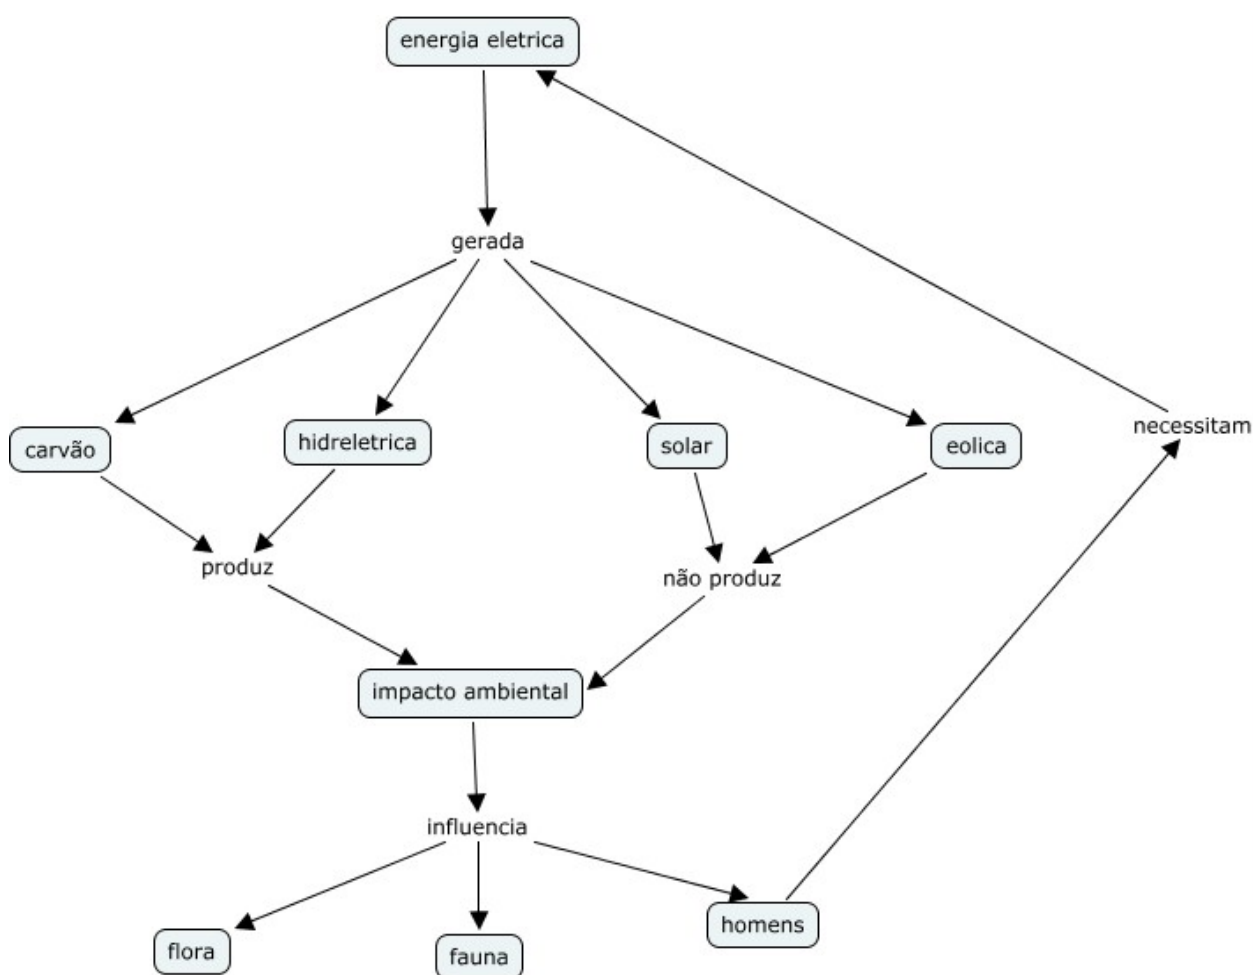 energia eletrica
gerada
necessitam
carvão
hidreletrica
solar
eolica
produz
não produz
impacto ambiental
influencia
flora
fauna
homens